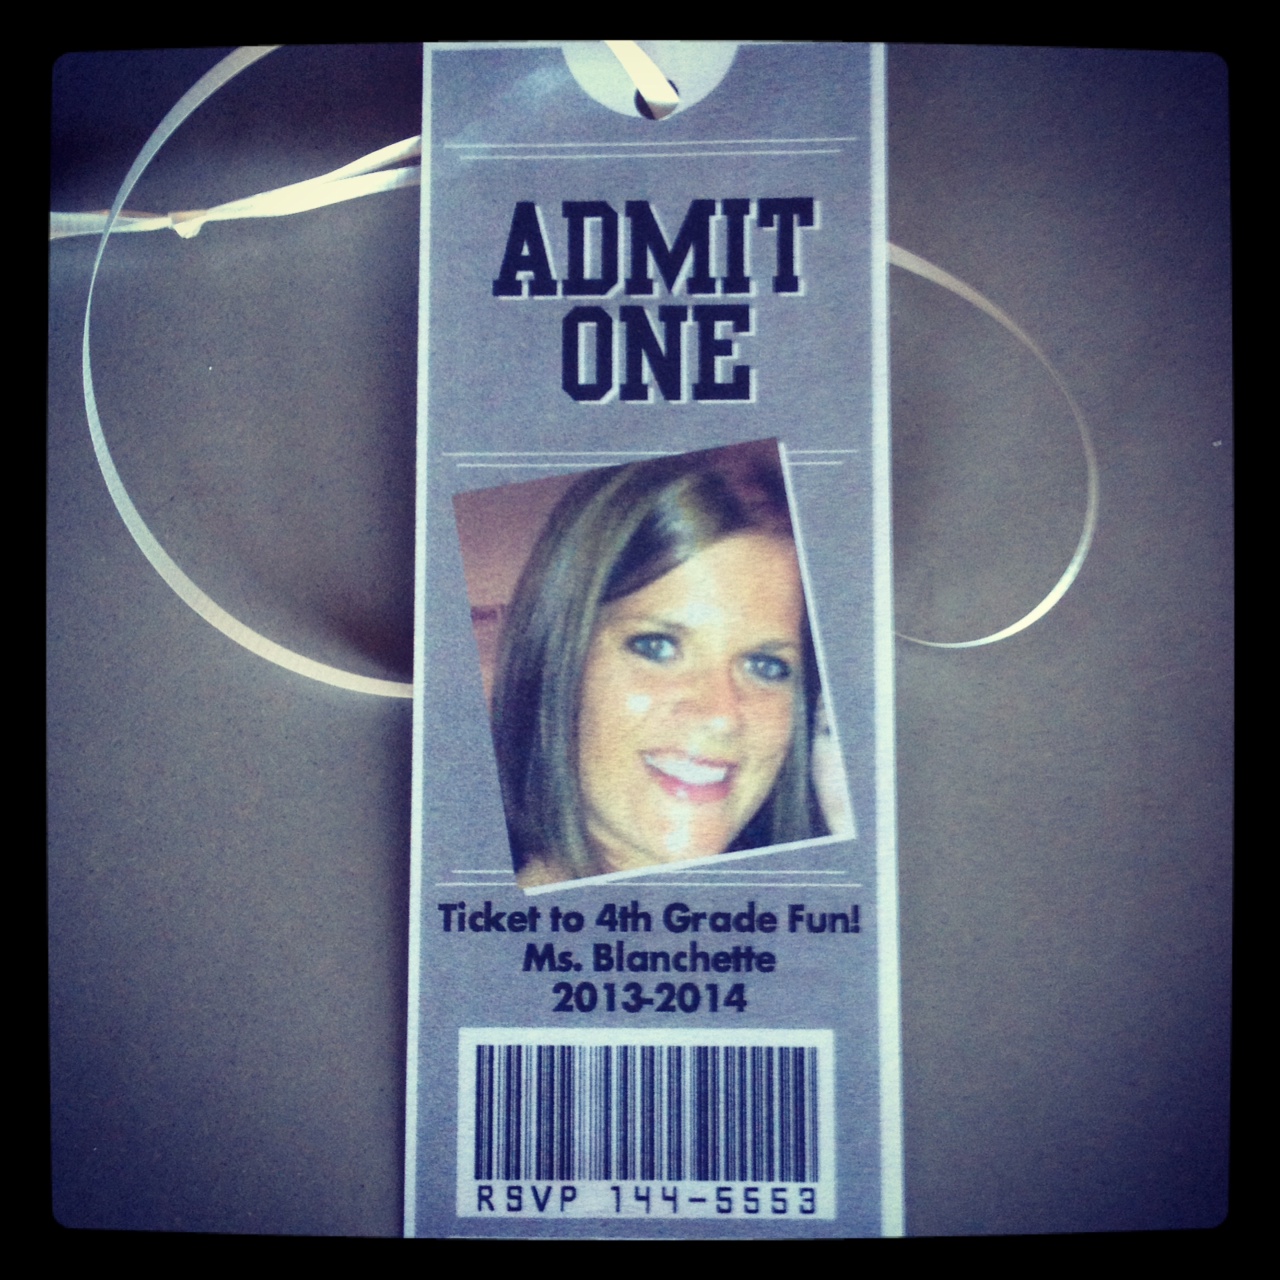 ADMIT
ONE
Ticket to 4th Grade Fun!
Ms. Blanchette
2013-2014
RSVP 144-5553